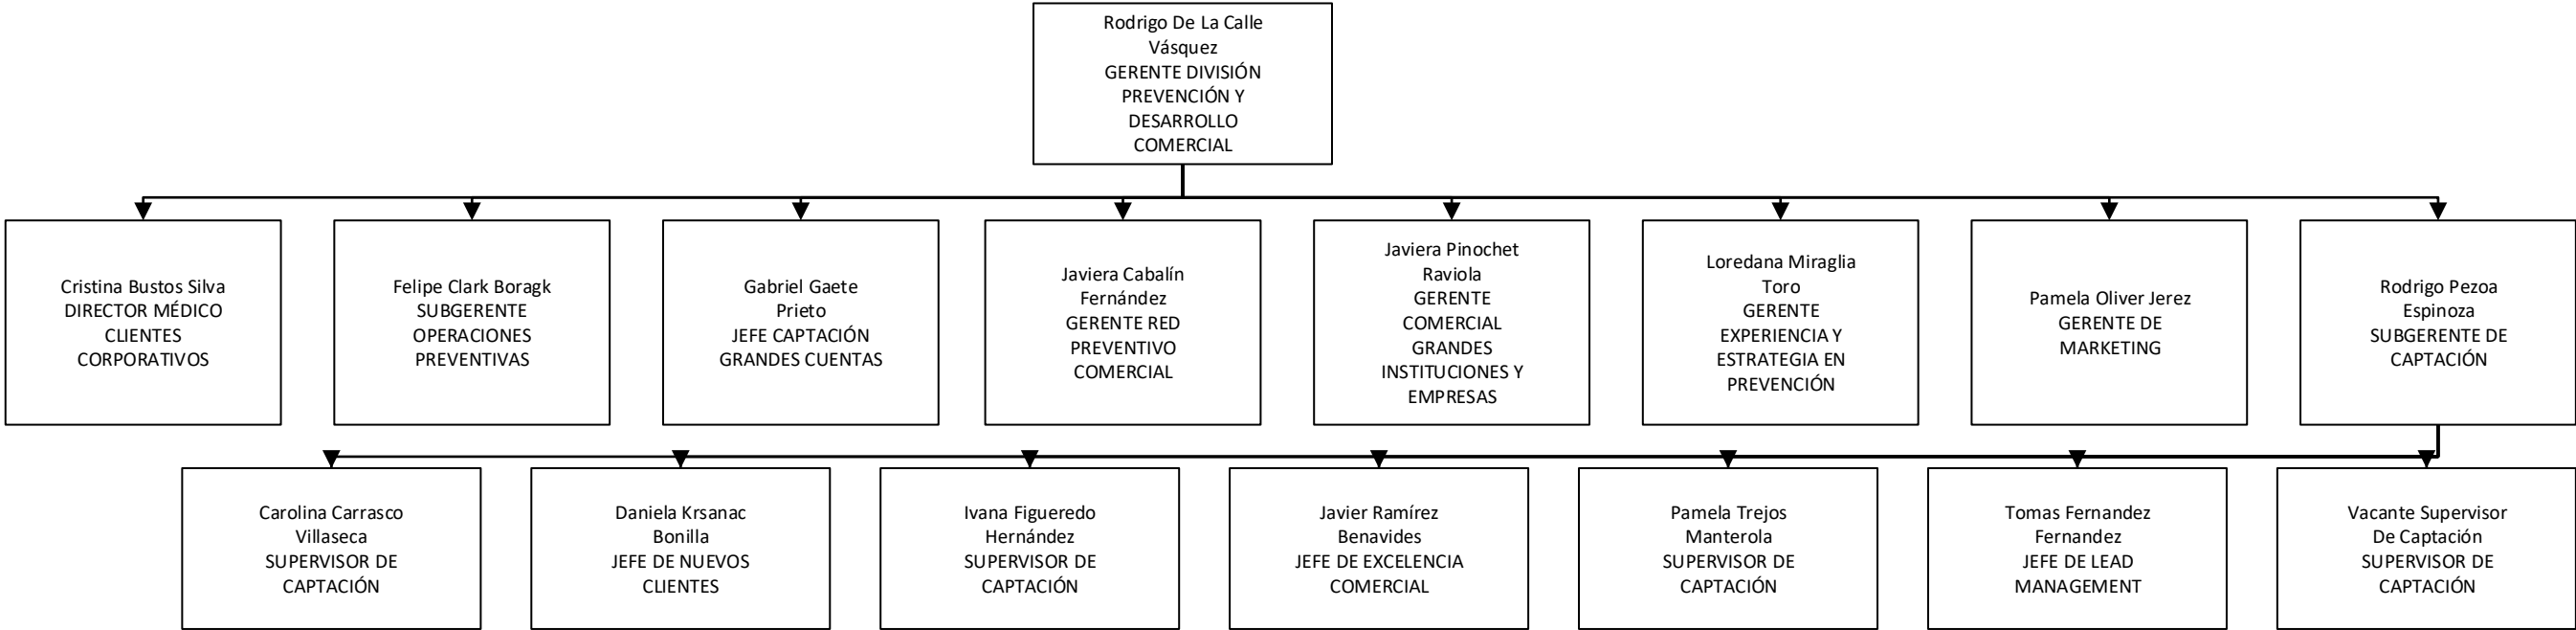 Rodrigo De La Calle
Vásquez
GERENTE DIVISIÓN
PREVENCIÓN Y
DESARROLLO
COMERCIAL
Cristina Bustos Silva
DIRECTOR MÉDICO
CLIENTES
CORPORATIVOS
Felipe Clark Boragk
SUBGERENTE
OPERACIONES
PREVENTIVAS
Gabriel Gaete
Prieto
JEFE CAPTACIÓN
GRANDES CUENTAS
Javiera Cabalín
Fernández
GERENTE RED
PREVENTIVO
COMERCIAL
Javiera Pinochet
Raviola
GERENTE
COMERCIAL
GRANDES
INSTITUCIONES Y
EMPRESAS
Loredana Miraglia
Toro
GERENTE
EXPERIENCIA Y
ESTRATEGIA EN
PREVENCIÓN
Pamela Oliver Jerez
GERENTE DE
MARKETING
Rodrigo Pezoa
Espinoza
SUBGERENTE DE
CAPTACIÓN
Carolina Carrasco
Villaseca
SUPERVISOR DE
CAPTACIÓN
Daniela Krsanac
Bonilla
JEFE DE NUEVOS
CLIENTES
Ivana Figueredo
Hernández
SUPERVISOR DE
CAPTACIÓN
Javier Ramírez
Benavides
JEFE DE EXCELENCIA
COMERCIAL
Pamela Trejos
Manterola
SUPERVISOR DE
CAPTACIÓN
Tomas Fernandez
Fernandez
JEFE DE LEAD
MANAGEMENT
Vacante Supervisor
De Captación
SUPERVISOR DE
CAPTACIÓN